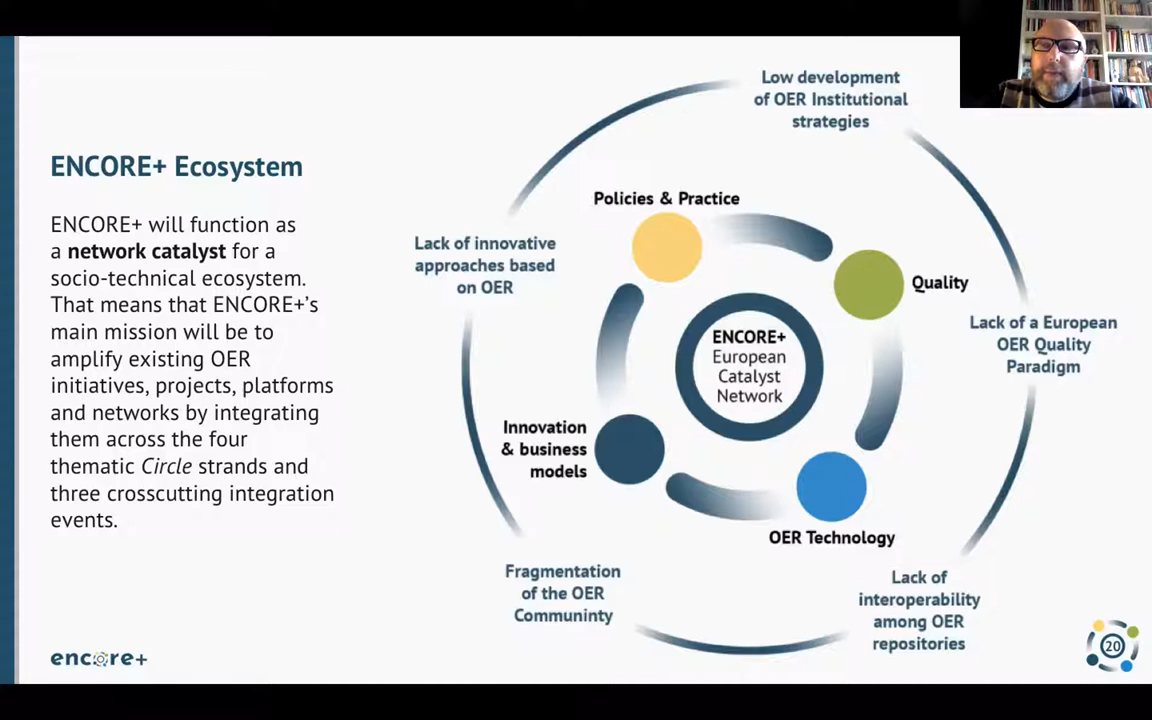 ENCORE+ Ecosystem
ENCORE+ will function as
a network catalyst for a
socio-technical ecosystem.
That means that ENCORE+'s
main mission will be to
amplify existing OER
initiatives, projects, platforms
and networks by integrating
them across the four
thematic Circle strands and
three crosscutting integration
events.
encore+
Low development
of OER Institutional
strategies
Policies & Practice
Lack of innovative
approaches based
on OER
Quality
Lack of a European
OER Quality
Paradigm
ENCORE+
European
Catalyst
Network
Innovation
& business
models
OER Technology
Fragmentation
of the OER
Communinty
Lack of
interoperability
among OER
repositories
20